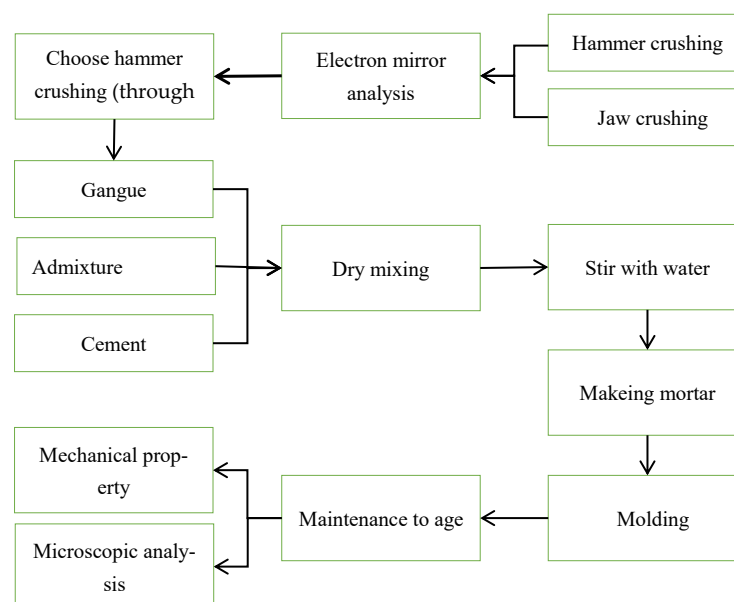 Choose hammer
crushing (through
Electron mirror
analysis
Hammer crushing
Jaw crushing
Gangue
Admixture
Cement
Dry mixing
Stir with water
Makeing mortar
Molding
Maintenance to age
Mechanical prop-
erty
Microscopic analy-
sis